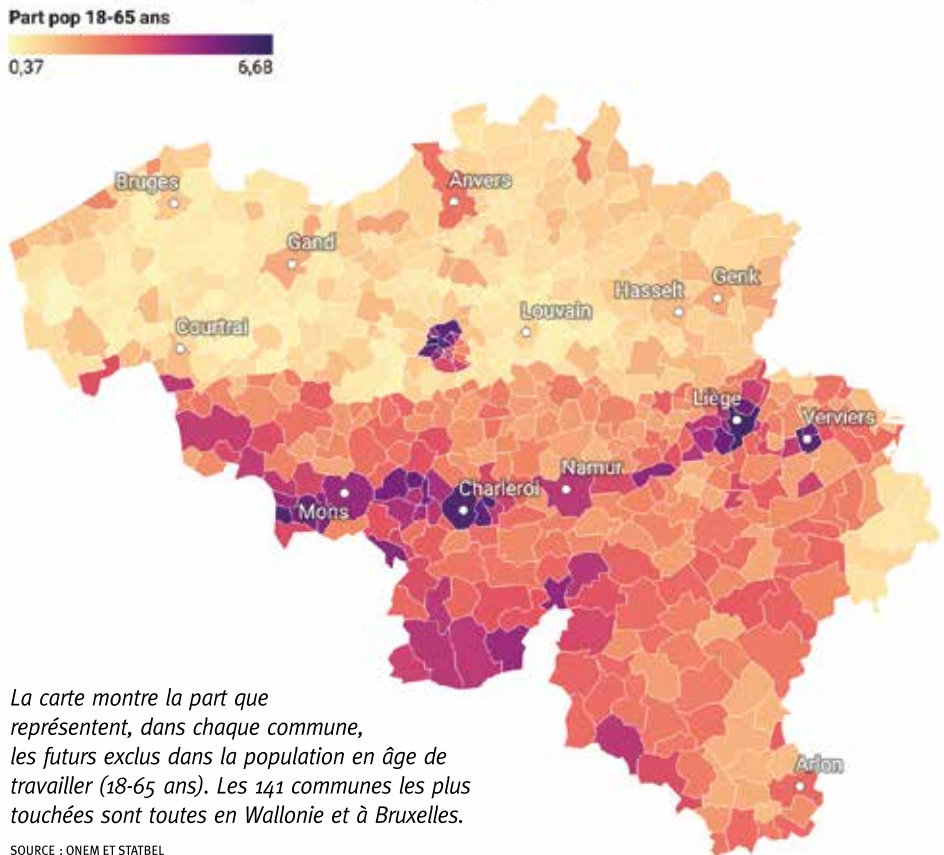 Part pop 18-65 ans
0,37 6,68
Bruges
Anvers
Gand
Genk
Hasselt
Louvain
Courtrai
Liège
Verviers
Namur
Charleroi
Mons
Arlon
La carte montre la part que
représentent, dans chaque commune,
les futurs exclus dans la population en âge de
travailler (18-65 ans). Les 141 communes les plus
touchées sont toutes en Wallonie et à Bruxelles.
SOURCE : ONEM ET STATBEL